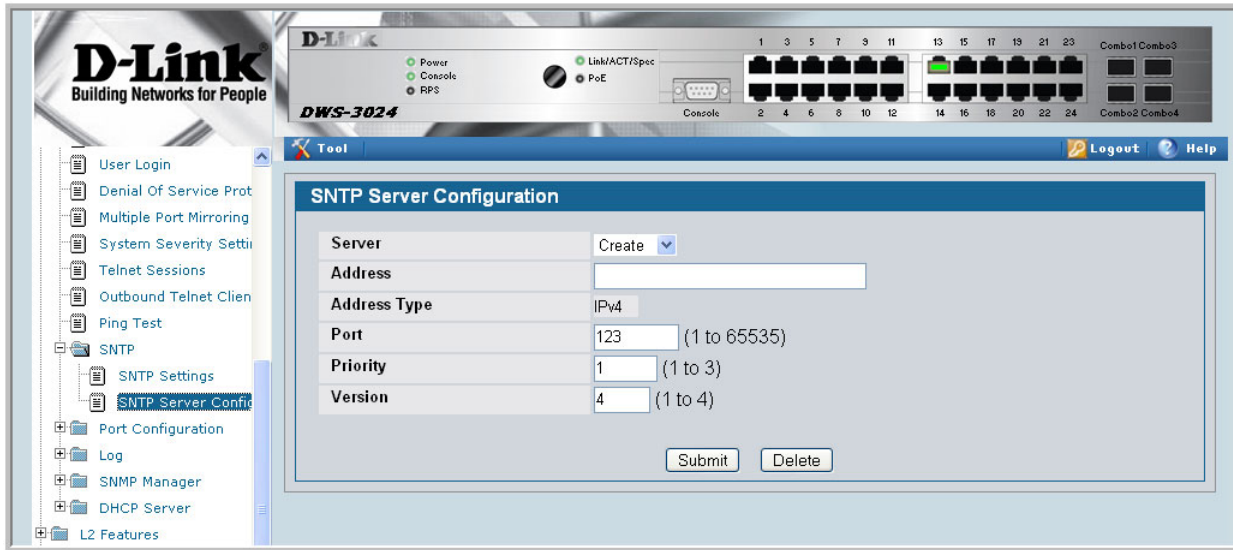 D-Link
Building Networks for People
D-Link
Power
Console
RPS
Link/ACT/Spec
PoE
DWS-3024
Console
1 3 5 7 9 11 13 15 17 19 21 23
2 4 6 8 10 12 14 16 18 20 22 24
Combo1 Combo3
Combo2 Combo4
Tool
Logout
Help
User Login
Denial Of Service Prot
Multiple Port Mirroring
System Severity Settin
Telnet Sessions
Outbound Telnet Clien
Ping Test
SNTP
SNTP Settings
SNTP Server Config
Port Configuration
Log
SNMP Manager
DHCP Server
L2 Features
SNTP Server Configuration
Server Create
Address
Address Type IPv4
Port 123 (1 to 65535)
Priority 1 (1 to 3)
Version 4 (1 to 4)
Submit Delete